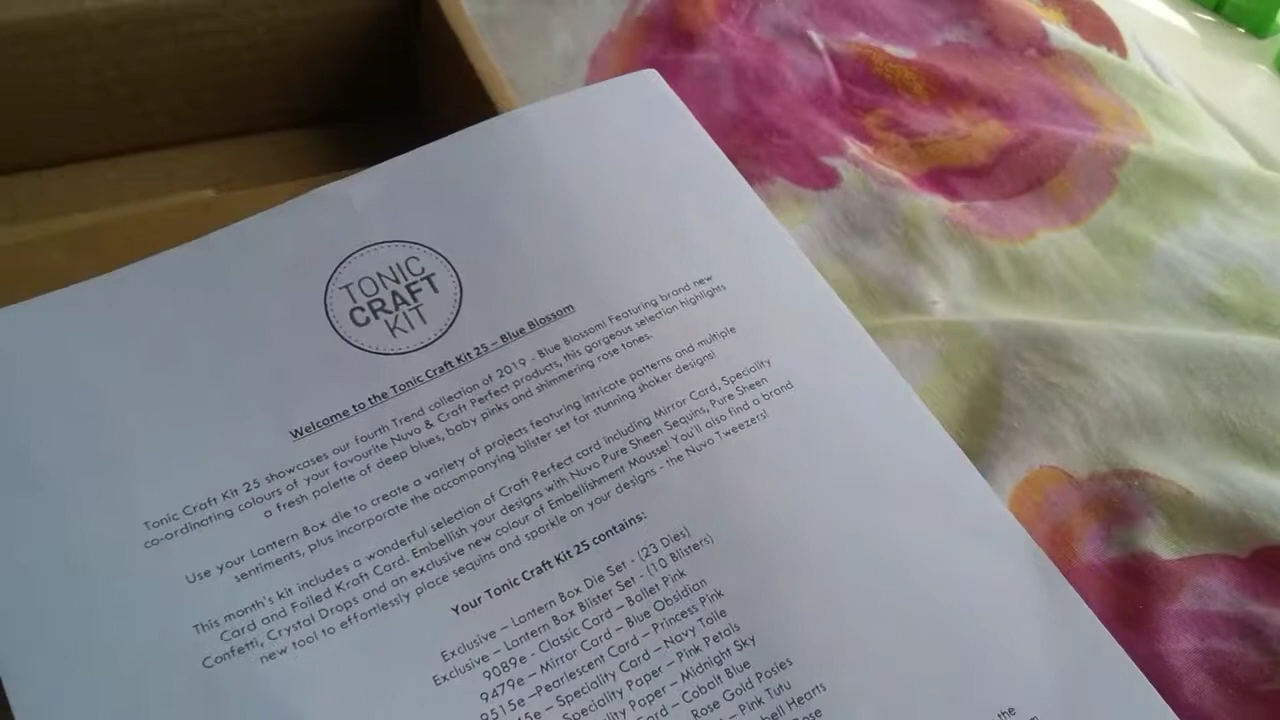 TONIC
CRAFT
KIT
Welcome to the Tonic Craft Kit 25 – Blue Blossom
Tonic Craft Kit 25 showcases our fourth Trend collection of 2019 - Blue Blossom! Featuring brand new
co-ordinating colours of your favourite Nuvo & Craft Perfect products, this gorgeous selection highlights
a fresh palette of deep blues, baby pinks and shimmering rose tones.
Use your Lantern Box die to create a variety of projects featuring intricate patterns and multiple
sentiments, plus incorporate the accompanying blister set for stunning shaker designs!
This month's kit includes a wonderful selection of Craft Perfect card including Mirror Card, Speciality
Card and Foiled Kraft Card. Embellish your designs with Nuvo Pure Sheen Sequins, Pure Sheen
Confetti, Crystal Drops and an exclusive new colour of Embellishment Mousse! You'll also find a brand
new tool to effortlessly place sequins and sparkle on your designs - the Nuvo Tweezers!
Your Tonic Craft Kit 25 contains:
Exclusive – Lantern Box Die Set - (23 Dies)
Exclusive – Lantern Box Blister Set - (10 Blisters)
9089e - Classic Card – Ballet Pink
9479e – Mirror Card – Blue Obsidian
9515e –Pearlescent Card – Princess Pink
5e – Speciality Card – Navy Toile
Speciality Paper – Pink Petals
lity Paper – Midnight Sky
ard – Cobalt Blue
Rose Gold Posies
– Pink Tutu
bell Hearts
the